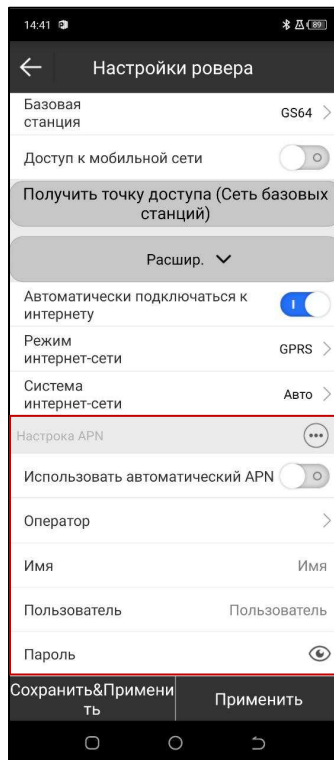 14:41
89
Настройки ровера
Базовая
станция
GS64
Доступ к мобильной сети
Получить точку доступа (Сеть базовых
станций)
Расшир.
Автоматически подключаться к
интернету
Режим
интернет-сети
GPRS
Система
интернет-сети
Авто
Настрока APN
Использовать автоматический APN
Оператор
Имя
Имя
Пользователь
Пользователь
Пароль
Сохранить&Примени
ть
Применить